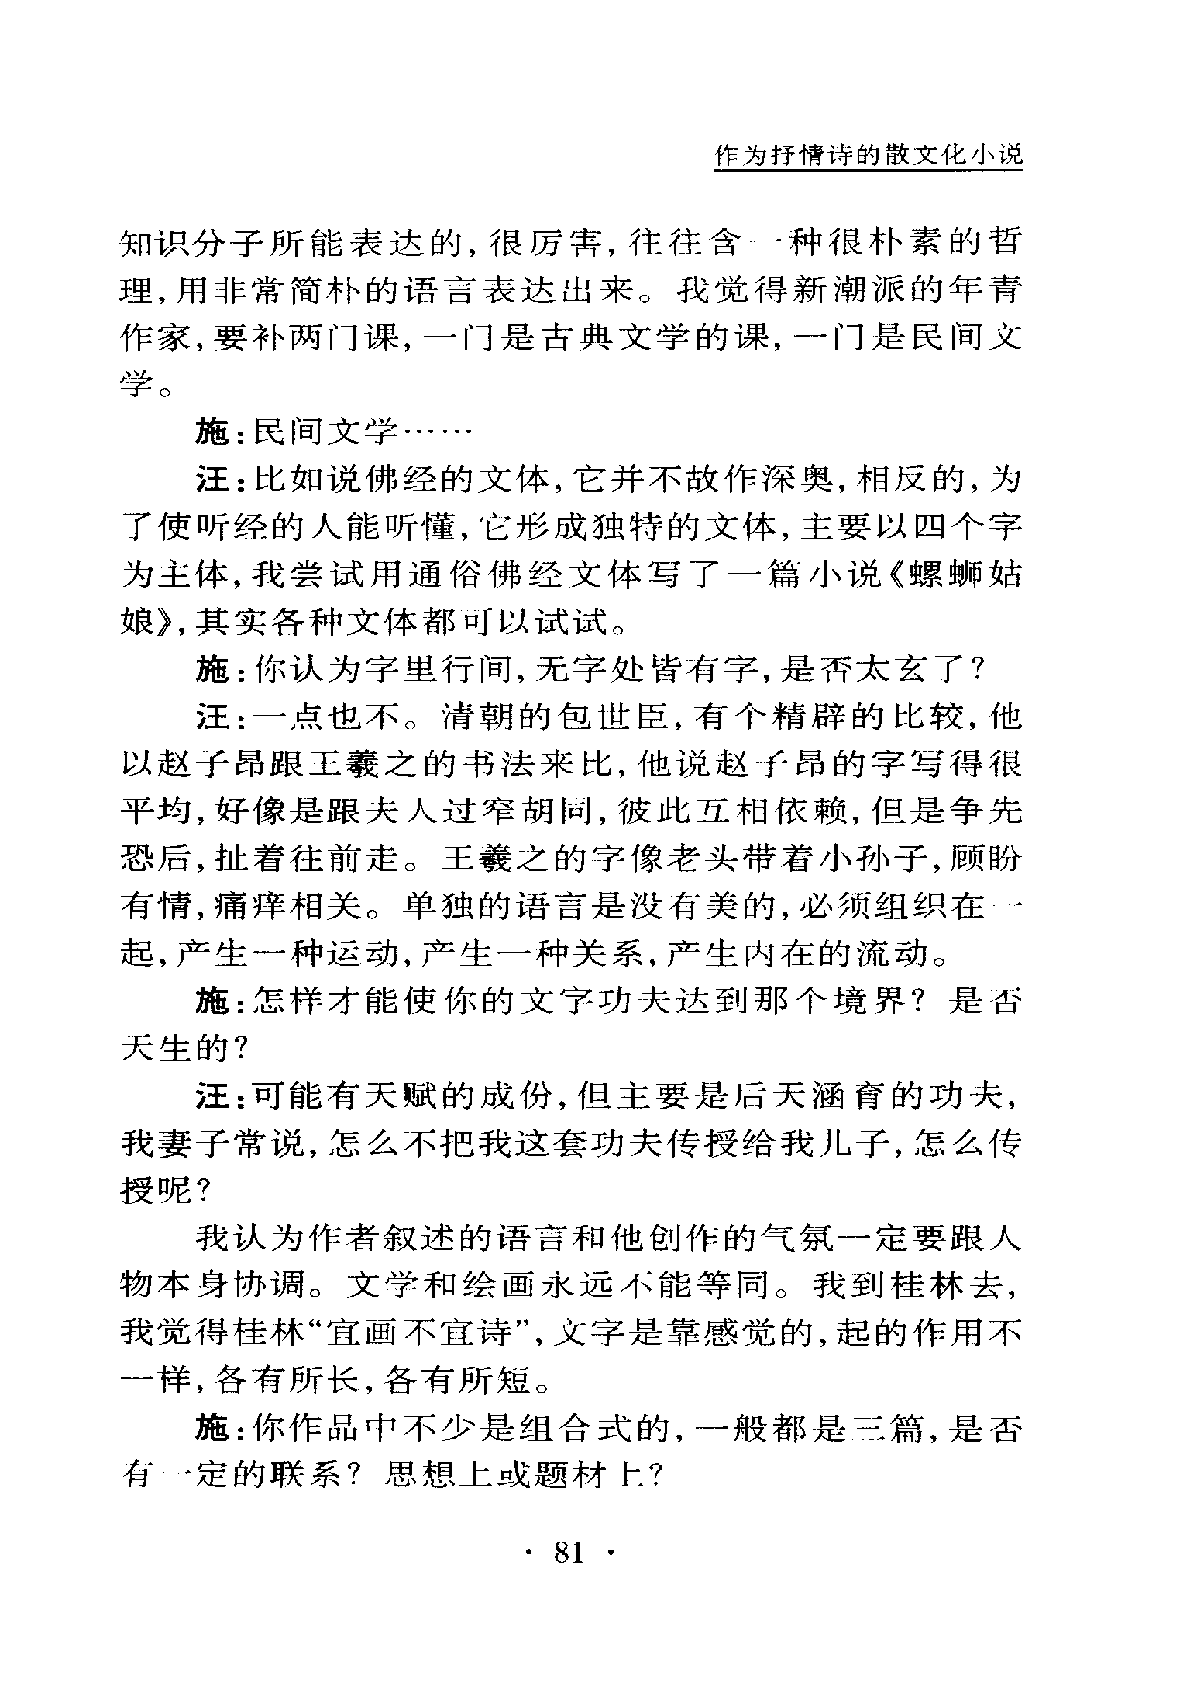 作为抒情诗的散文化小说
知识分子所能表达的,很厉害,往往含一种很朴素的哲
理,用非常简朴的语言表达出来。我觉得新潮派的年青
作家,要补两门课,一门是古典文学的课,一门是民间文
学。
施:民间文学……
汪:比如说佛经的文体,它并不故作深奥,相反的,为
了使听经的人能听懂,它形成独特的文体,主要以四个字
为主体,我尝试用通俗佛经文体写了一篇小说《螺蛳姑
娘》,其实各种文体都可以试试。
施:你认为字里行间,无字处皆有字,是否太玄了?
汪:一点也不。清朝的包世臣,有个精辟的比较,他
以赵子昂跟王羲之的书法来比,他说赵子昂的字写得很
平均,好像是跟夫人过窄胡同,彼此互相依赖,但是争先
恐后,扯着往前走。王羲之的字像老头带着小孙子,顾盼
有情,痛痒相关。单独的语言是没有美的,必须组织在一
起,产生一种运动,产生一种关系,产生内在的流动。
施:怎样才能使你的文字功夫达到那个境界?是否
天生的?
汪:可能有天赋的成份,但主要是后天涵育的功夫,
我妻子常说,怎么不把我这套功夫传授给我儿子,怎么传
授呢?
我认为作者叙述的语言和他创作的气氛一定要跟人
物本身协调。文学和绘画永远不能等同。我到桂林去,
我觉得桂林“宜画不宜诗”,文字是靠感觉的,起的作用不
一样,各有所长,各有所短。
施:你作品中不少是组合式的,一般都是三篇,是否
有一定的联系?思想上或题材上?
· 81 ·